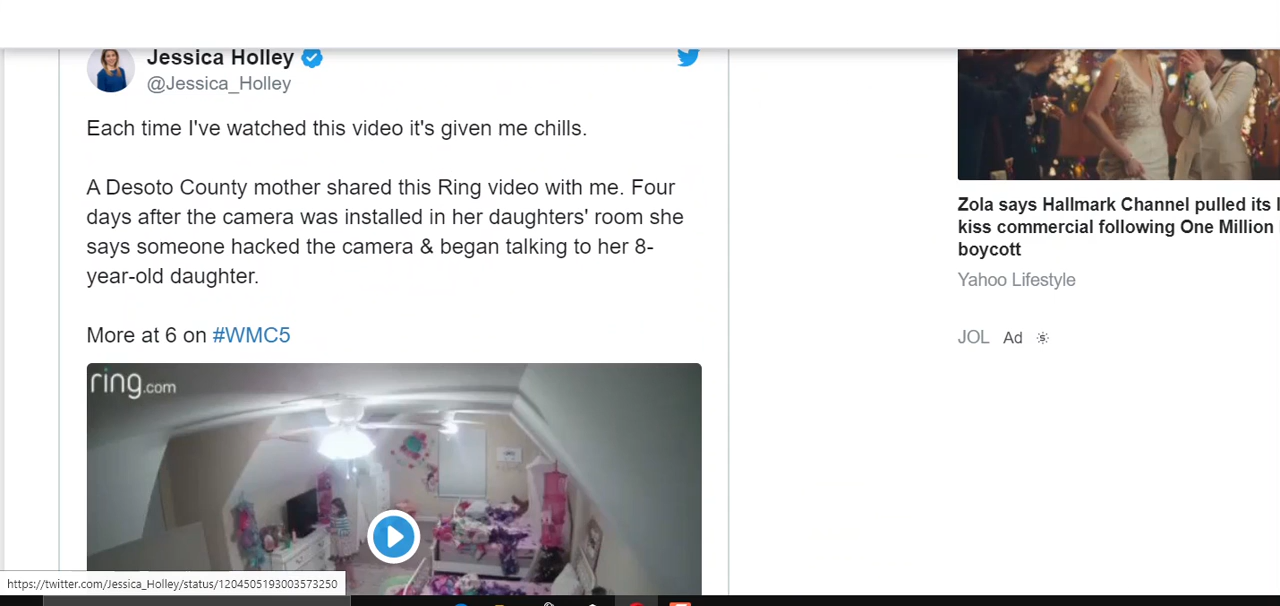 Jessica Holley
@Jessica_Holley
Each time I've watched this video it's given me chills.
A Desoto County mother shared this Ring video with me. Four
days after the camera was installed in her daughters' room she
says someone hacked the camera & began talking to her 8-
year-old daughter.
More at 6 on #WMC5
ring.com
https://twitter.com/Jessica_Holley/status/1204505193003573250
Zola says Hallmark Channel pulled its
kiss commercial following One Million
boycott
Yahoo Lifestyle
JOL Ad